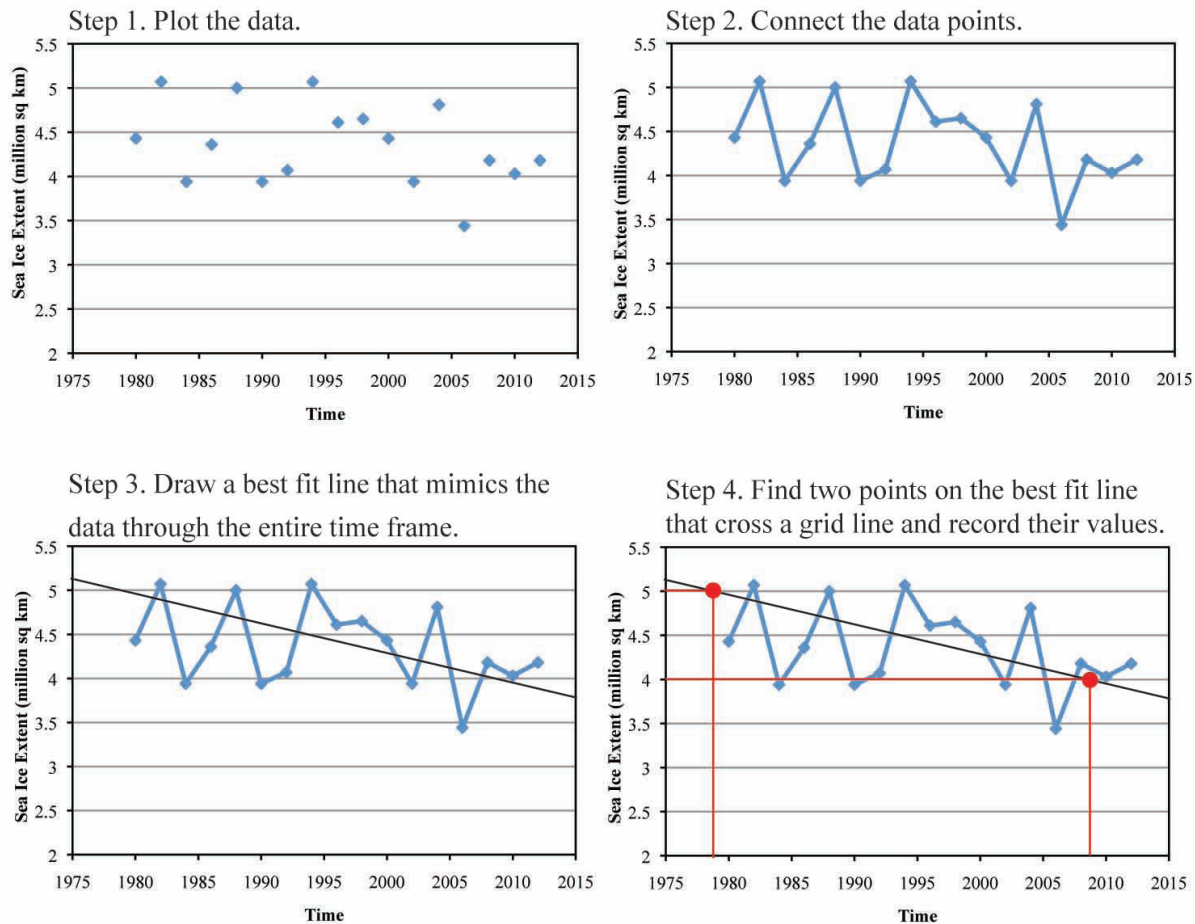 Step 1. Plot the data.
5.5
5
4.5
4
3.5
3
2.5
2
Sea Ice Extent (million sq km)
1975 1980 1985 1990 1995 2000 2005 2010 2015
Time
Step 2. Connect the data points.
5.5
5
4.5
4
3.5
3
2.5
2
Sea Ice Extent (million sq km)
1975 1980 1985 1990 1995 2000 2005 2010 2015
Time
Step 3. Draw a best fit line that mimics the
data through the entire time frame.
5.5
5
4.5
4
3.5
3
2.5
2
Sea Ice Extent (million sq km)
1975 1980 1985 1990 1995 2000 2005 2010 2015
Time
Step 4. Find two points on the best fit line
that cross a grid line and record their values.
5.5
5
4.5
4
3.5
3
2.5
2
Sea Ice Extent (million sq km)
1975 1980 1985 1990 1995 2000 2005 2010 2015
Time